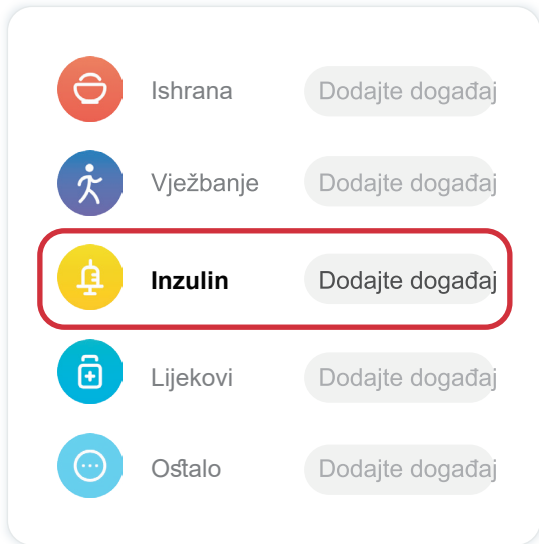 Ishrana Dodajte događaj
Vježbanje Dodajte događaj
Inzulin Dodajte događaj
Lijekovi Dodajte događaj
Ostalo Dodajte događaj